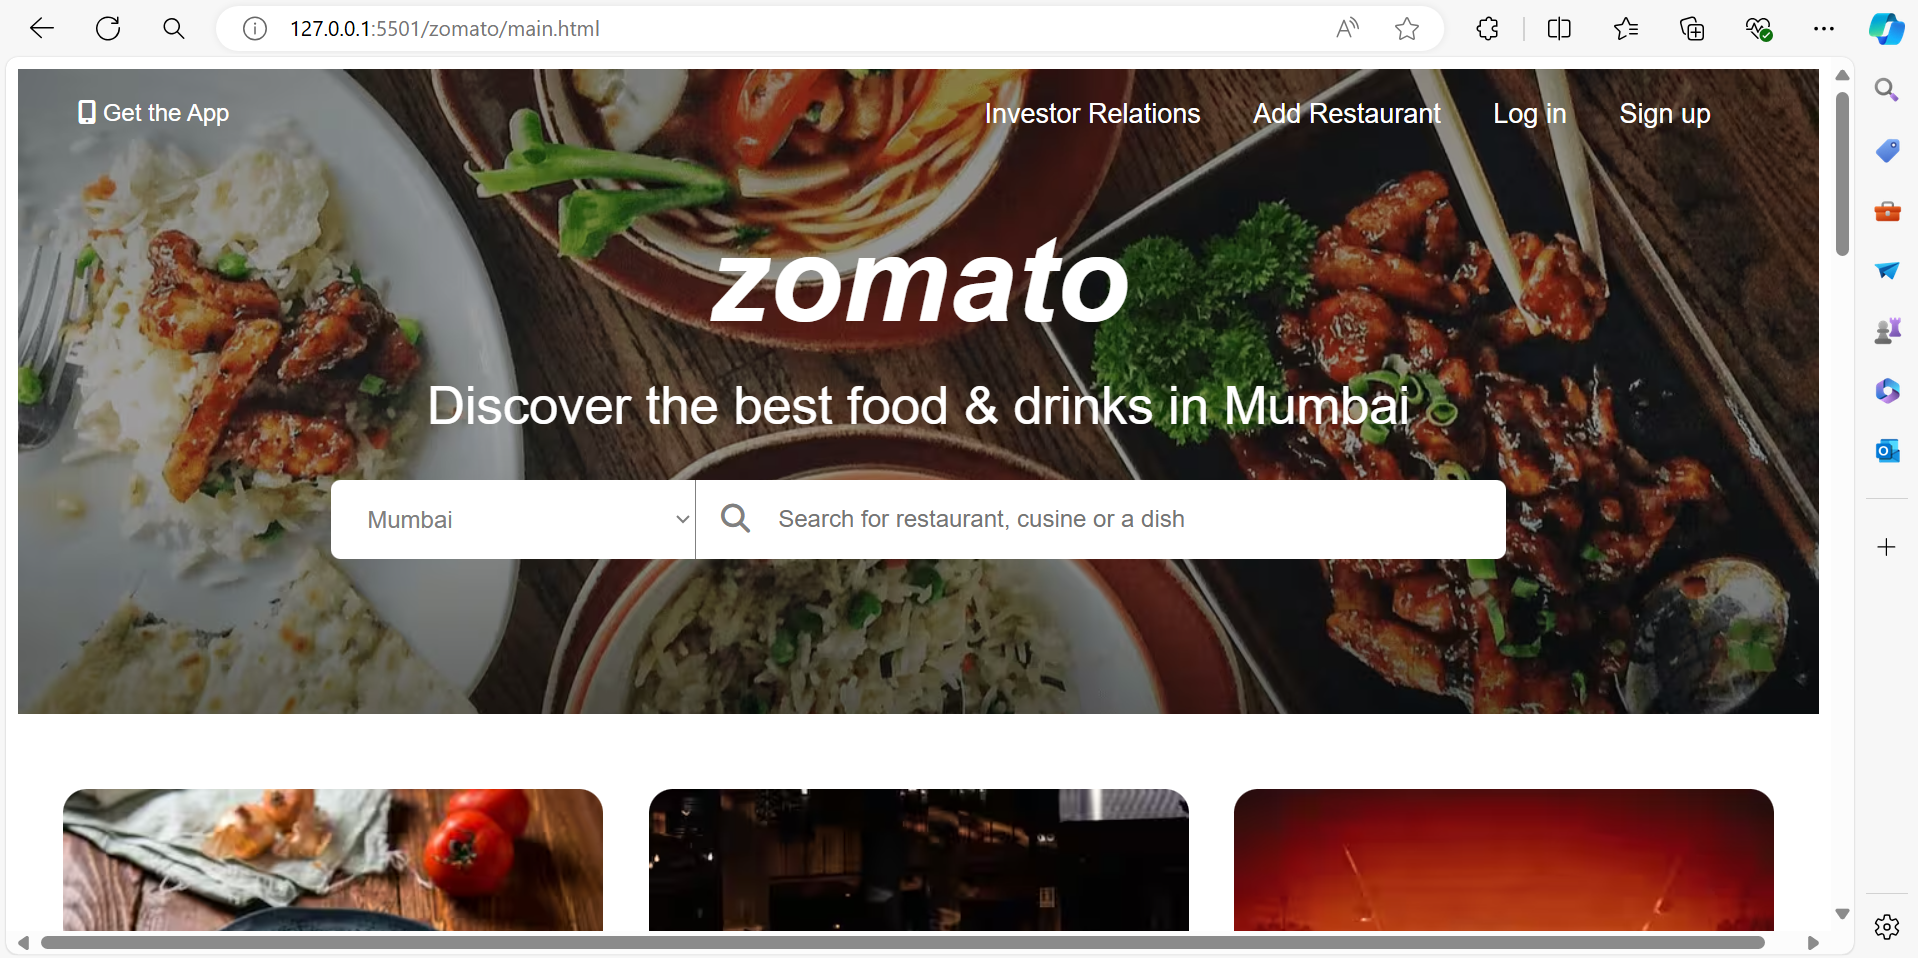 127.0.0.1:5501/zomato/main.html
Get the App
Investor Relations
Add Restaurant
Log in
Sign up
zomato
Discover the best food & drinks in Mumbai
Mumbai
Search for restaurant, cusine or a dish